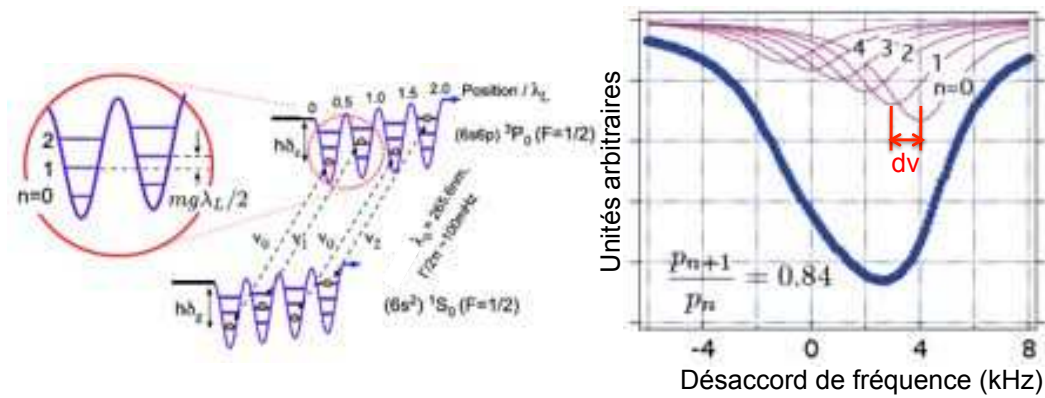 0 0.5 1.0 1.5 2.0
Position / λL
(6s6p) ³P₀ (F=1/2)
hδe
2
1
n=0
mgλL/2
λ₀ = 265.6nm,
Γ/2π ~100mHz
ν₀ ν₁ ν₀ ν₂
hδg
(6s²) ¹S₀ (F=1/2)
Unités arbitraires
4 3 2 1
n=0
dv
pn+1/pn = 0.84
-4 0 4 8
Désaccord de fréquence (kHz)